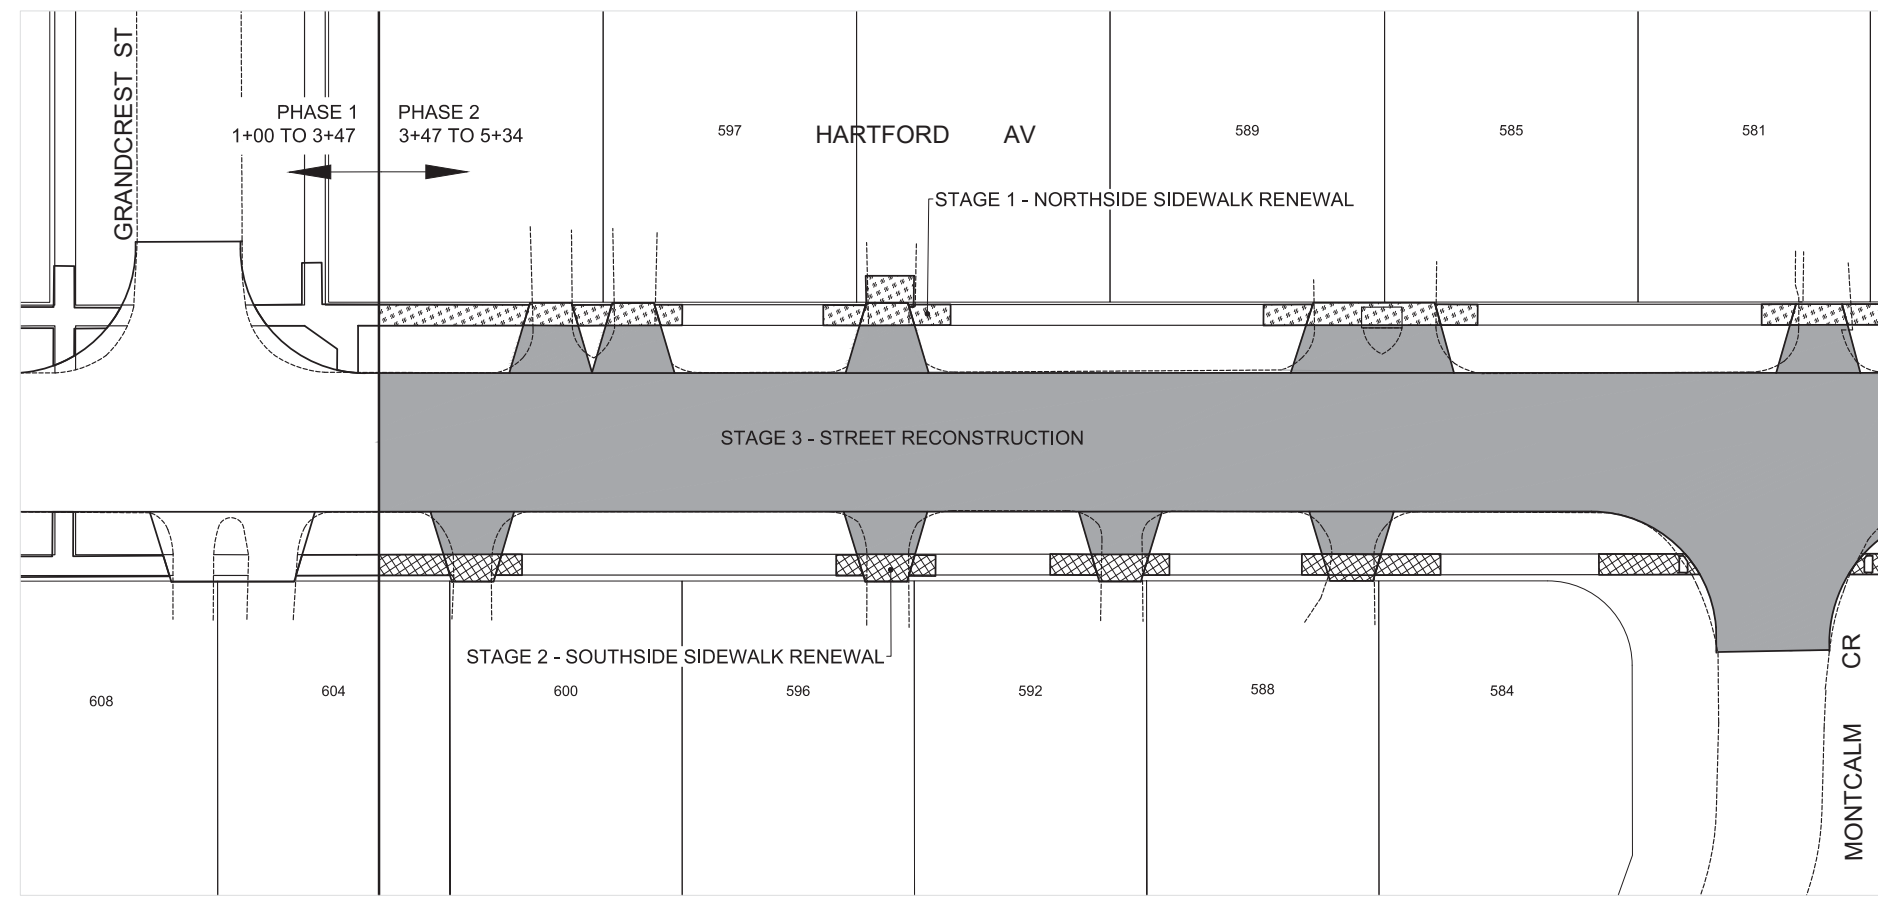 GRANDCREST ST
PHASE 1
1+00 TO 3+47
PHASE 2
3+47 TO 5+34
597
HARTFORD AV
589
585
581
STAGE 1 - NORTHSIDE SIDEWALK RENEWAL
STAGE 3 - STREET RECONSTRUCTION
STAGE 2 - SOUTHSIDE SIDEWALK RENEWAL
608
604
600
596
592
588
584
MONTCALM CR